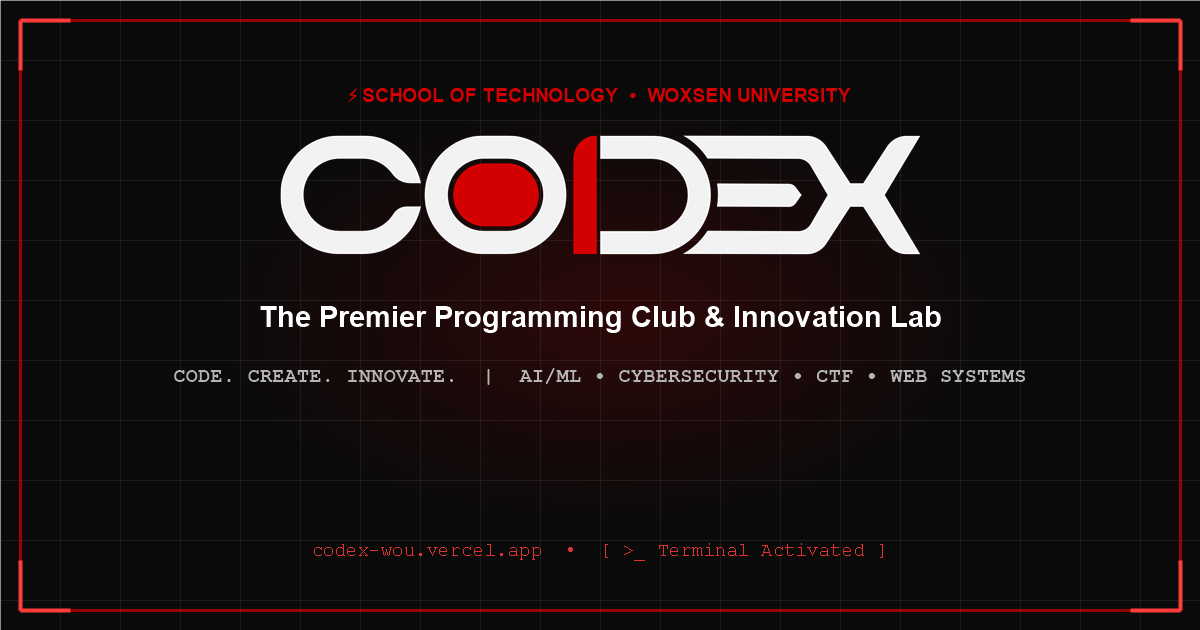 ⚡ SCHOOL OF TECHNOLOGY • WOXSEN UNIVERSITY
CODEX
The Premier Programming Club & Innovation Lab
CODE. CREATE. INNOVATE. | AI/ML • CYBERSECURITY • CTF • WEB SYSTEMS
codex-wou.vercel.app • [ >_ Terminal Activated ]